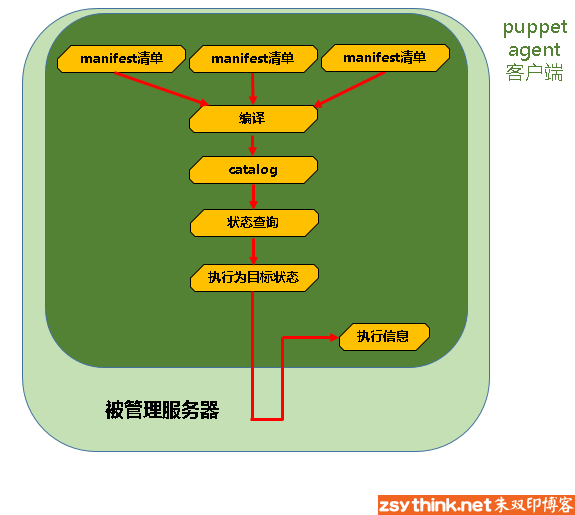 puppet
agent
客户端
manifest清单
manifest清单
manifest清单
编译
catalog
状态查询
执行为目标状态
执行信息
被管理服务器
zsythink.net朱双印博客